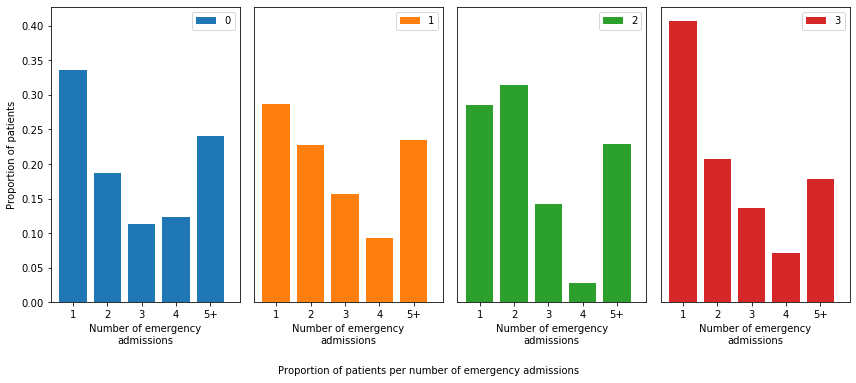 0
1
2
3
0.40
0.35
0.30
0.25
0.20
0.15
0.10
0.05
0.00
Proportion of patients
1 2 3 4 5+
1 2 3 4 5+
1 2 3 4 5+
1 2 3 4 5+
Number of emergency
admissions
Number of emergency
admissions
Number of emergency
admissions
Number of emergency
admissions
Proportion of patients per number of emergency admissions